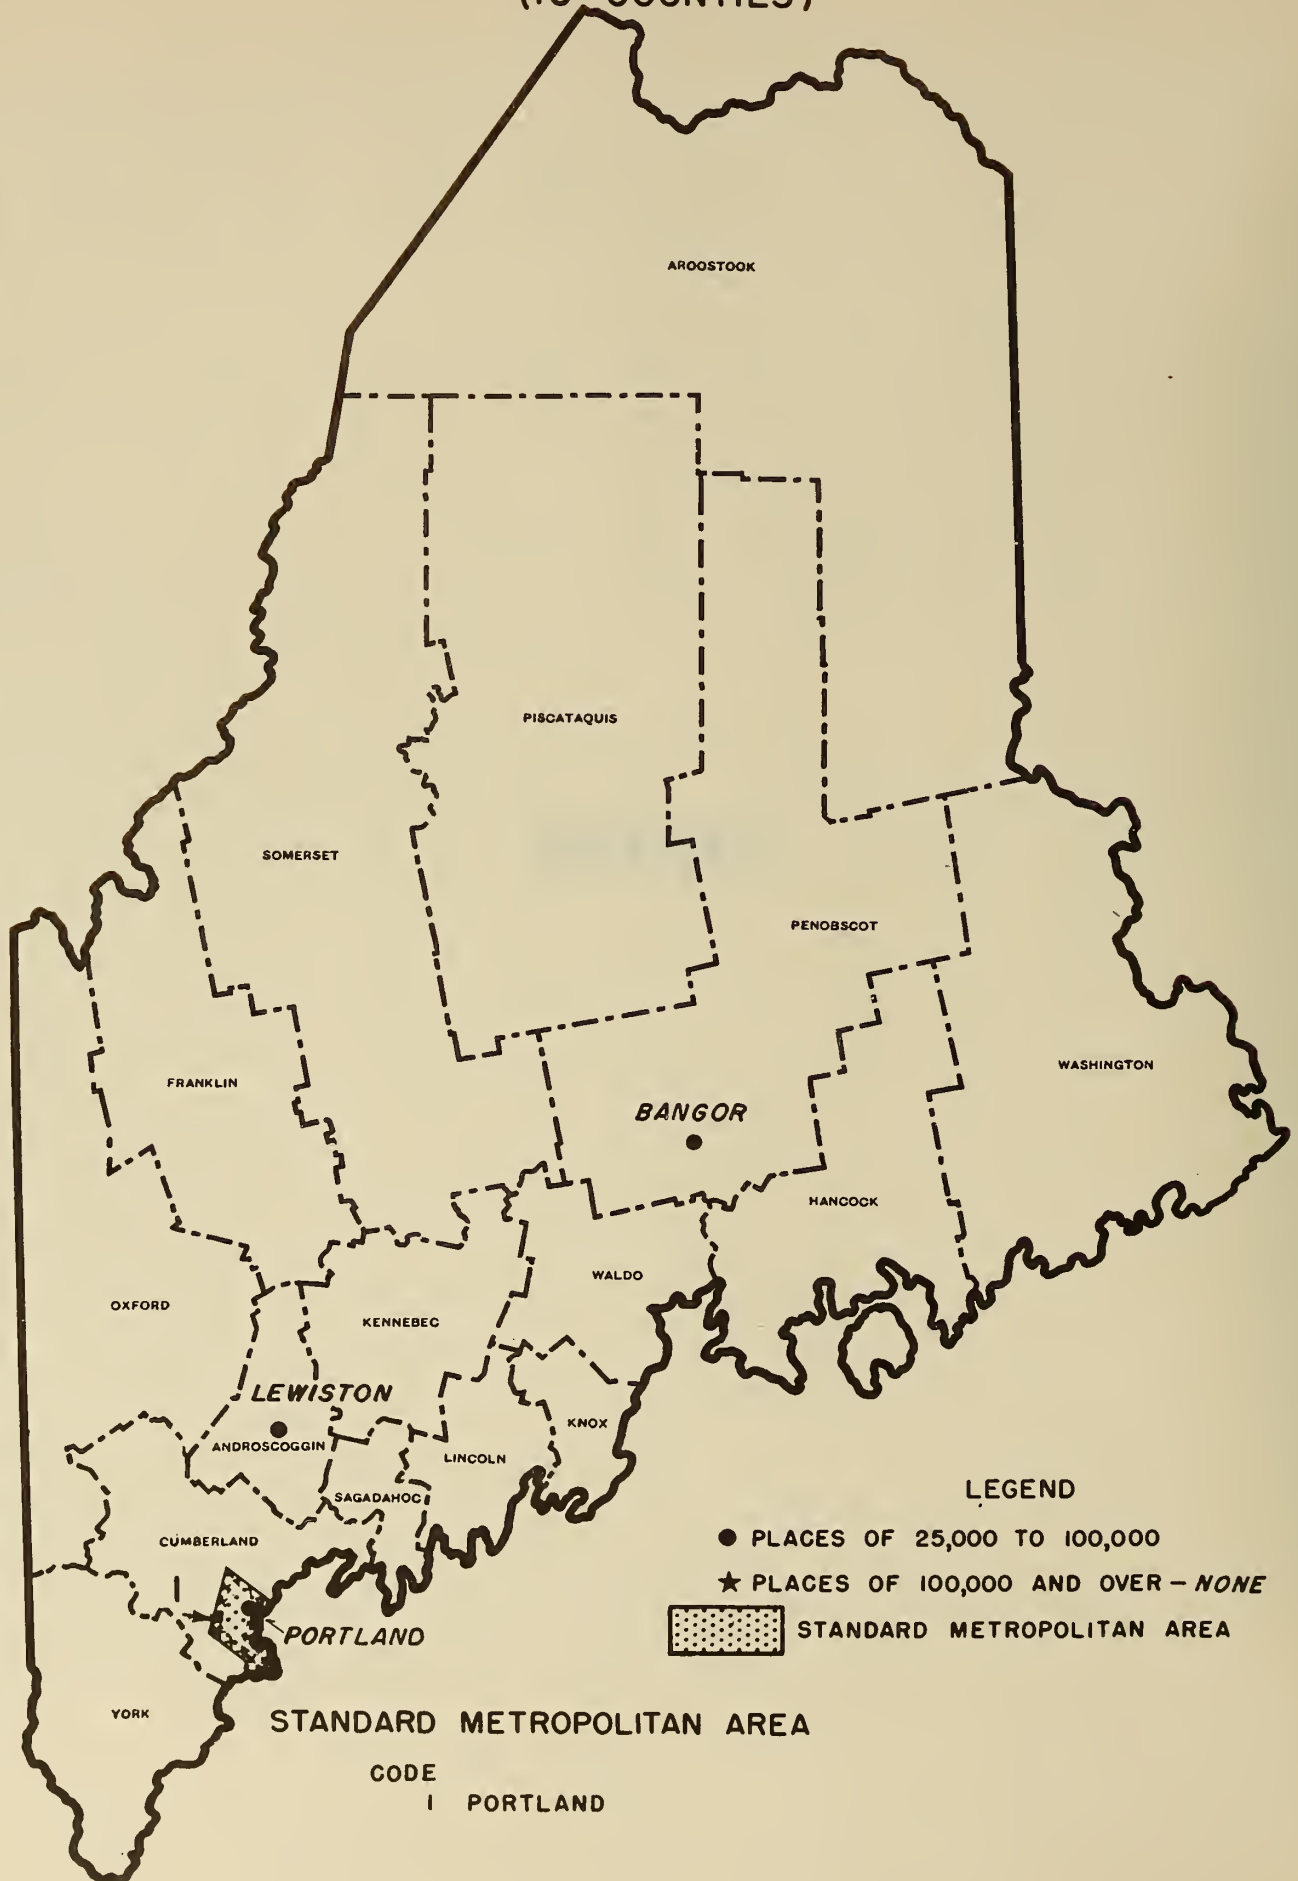 AROOSTOOK
PISCATAQUIS
SOMERSET
PENOBSCOT
WASHINGTON
FRANKLIN
BANGOR
HANCOCK
WALDO
OXFORD
KENNEBEC
LEWISTON
KNOX
ANDROSCOGGIN
LINCOLN
SAGADAHOC
CUMBERLAND
1
PORTLAND
YORK
LEGEND
PLACES OF 25,000 TO 100,000
★ PLACES OF 100,000 AND OVER – NONE
STANDARD METROPOLITAN AREA
STANDARD METROPOLITAN AREA
CODE
1 PORTLAND